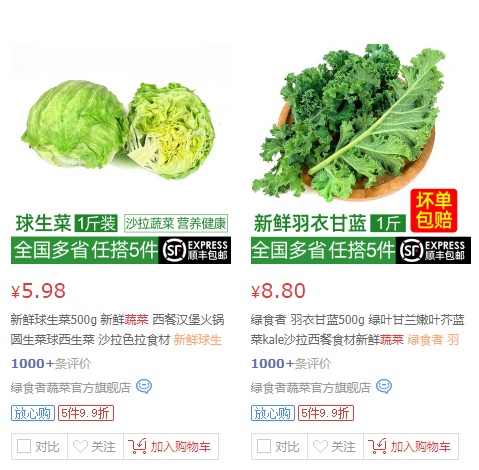 球生菜 1斤装 沙拉蔬菜 营养健康
全国多省 任搭5件 SF EXPRESS 顺丰包邮
¥5.98
新鲜球生菜500g 新鲜蔬菜 西餐汉堡火锅
圆生菜球西生菜 沙拉色拉食材 新鲜球生
1000+条评价
绿食者蔬菜官方旗舰店
放心购 5件9.9折
对比 关注 加入购物车
坏单
包赔
新鲜羽衣甘蓝 1斤
全国多省 任搭5件 SF EXPRESS 顺丰包邮
¥8.80
绿食者 羽衣甘蓝500g 绿叶甘兰嫩叶芥蓝
菜kale沙拉西餐食材新鲜蔬菜 绿食者 羽
1000+条评价
绿食者蔬菜官方旗舰店
放心购 5件9.9折
对比 关注 加入购物车